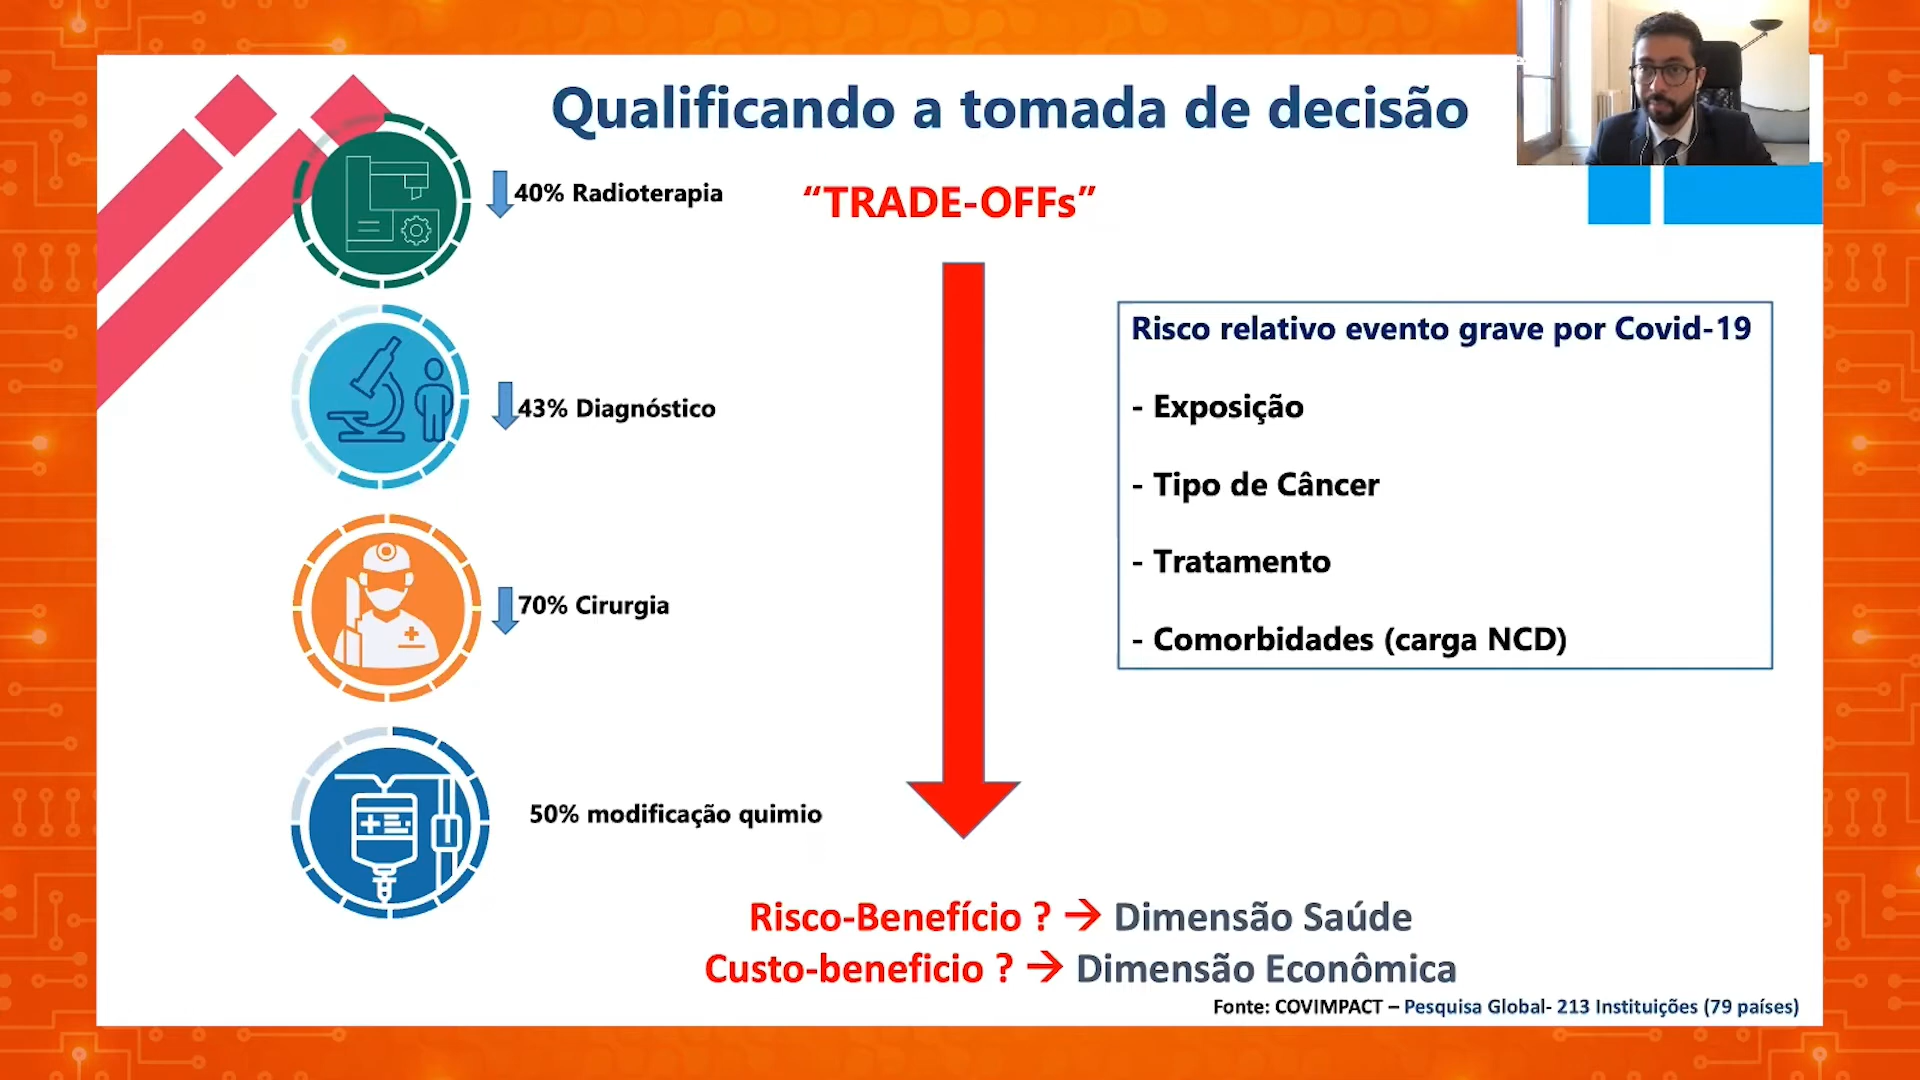 Qualificando a tomada de decisão
40% Radioterapia
“TRADE-OFFs”
43% Diagnóstico
70% Cirurgia
50% modificação quimio
Risco relativo evento grave por Covid-19
- Exposição
- Tipo de Câncer
- Tratamento
- Comorbidades (carga NCD)
Risco-Benefício ? → Dimensão Saúde
Custo-beneficio ? → Dimensão Econômica
Fonte: COVIMPACT – Pesquisa Global- 213 Instituições (79 países)